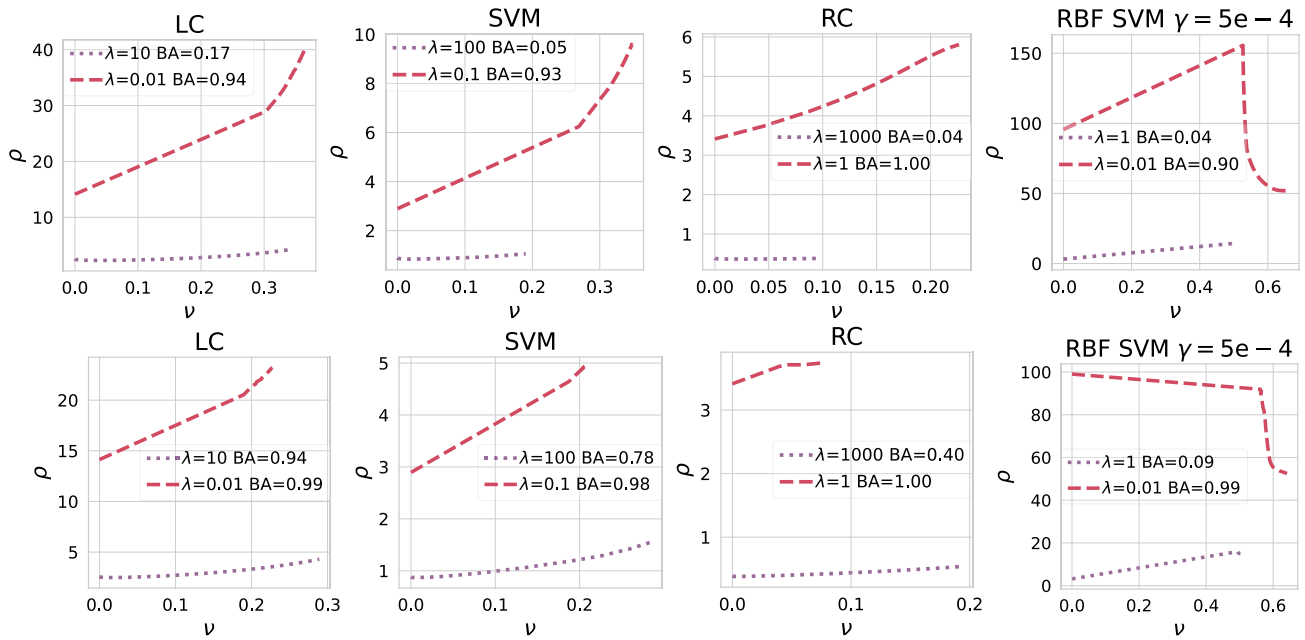 LC
λ=10 BA=0.17
λ=0.01 BA=0.94
40
30
20
10
ρ
0.0 0.1 0.2 0.3
ν
SVM
λ=100 BA=0.05
λ=0.1 BA=0.93
10
8
6
4
2
ρ
0.0 0.1 0.2 0.3
ν
RC
λ=1000 BA=0.04
λ=1 BA=1.00
6
5
4
3
2
1
ρ
0.00 0.05 0.10 0.15 0.20
ν
RBF SVM γ = 5e − 4
λ=1 BA=0.04
λ=0.01 BA=0.90
150
100
50
0
ρ
0.0 0.2 0.4 0.6
ν
LC
λ=10 BA=0.94
λ=0.01 BA=0.99
20
15
10
5
ρ
0.0 0.1 0.2 0.3
ν
SVM
λ=100 BA=0.78
λ=0.1 BA=0.98
5
4
3
2
1
ρ
0.0 0.1 0.2
ν
RC
λ=1000 BA=0.40
λ=1 BA=1.00
3
2
1
ρ
0.0 0.1 0.2
ν
RBF SVM γ = 5e − 4
λ=1 BA=0.09
λ=0.01 BA=0.99
100
80
60
40
20
0
ρ
0.0 0.2 0.4 0.6
ν